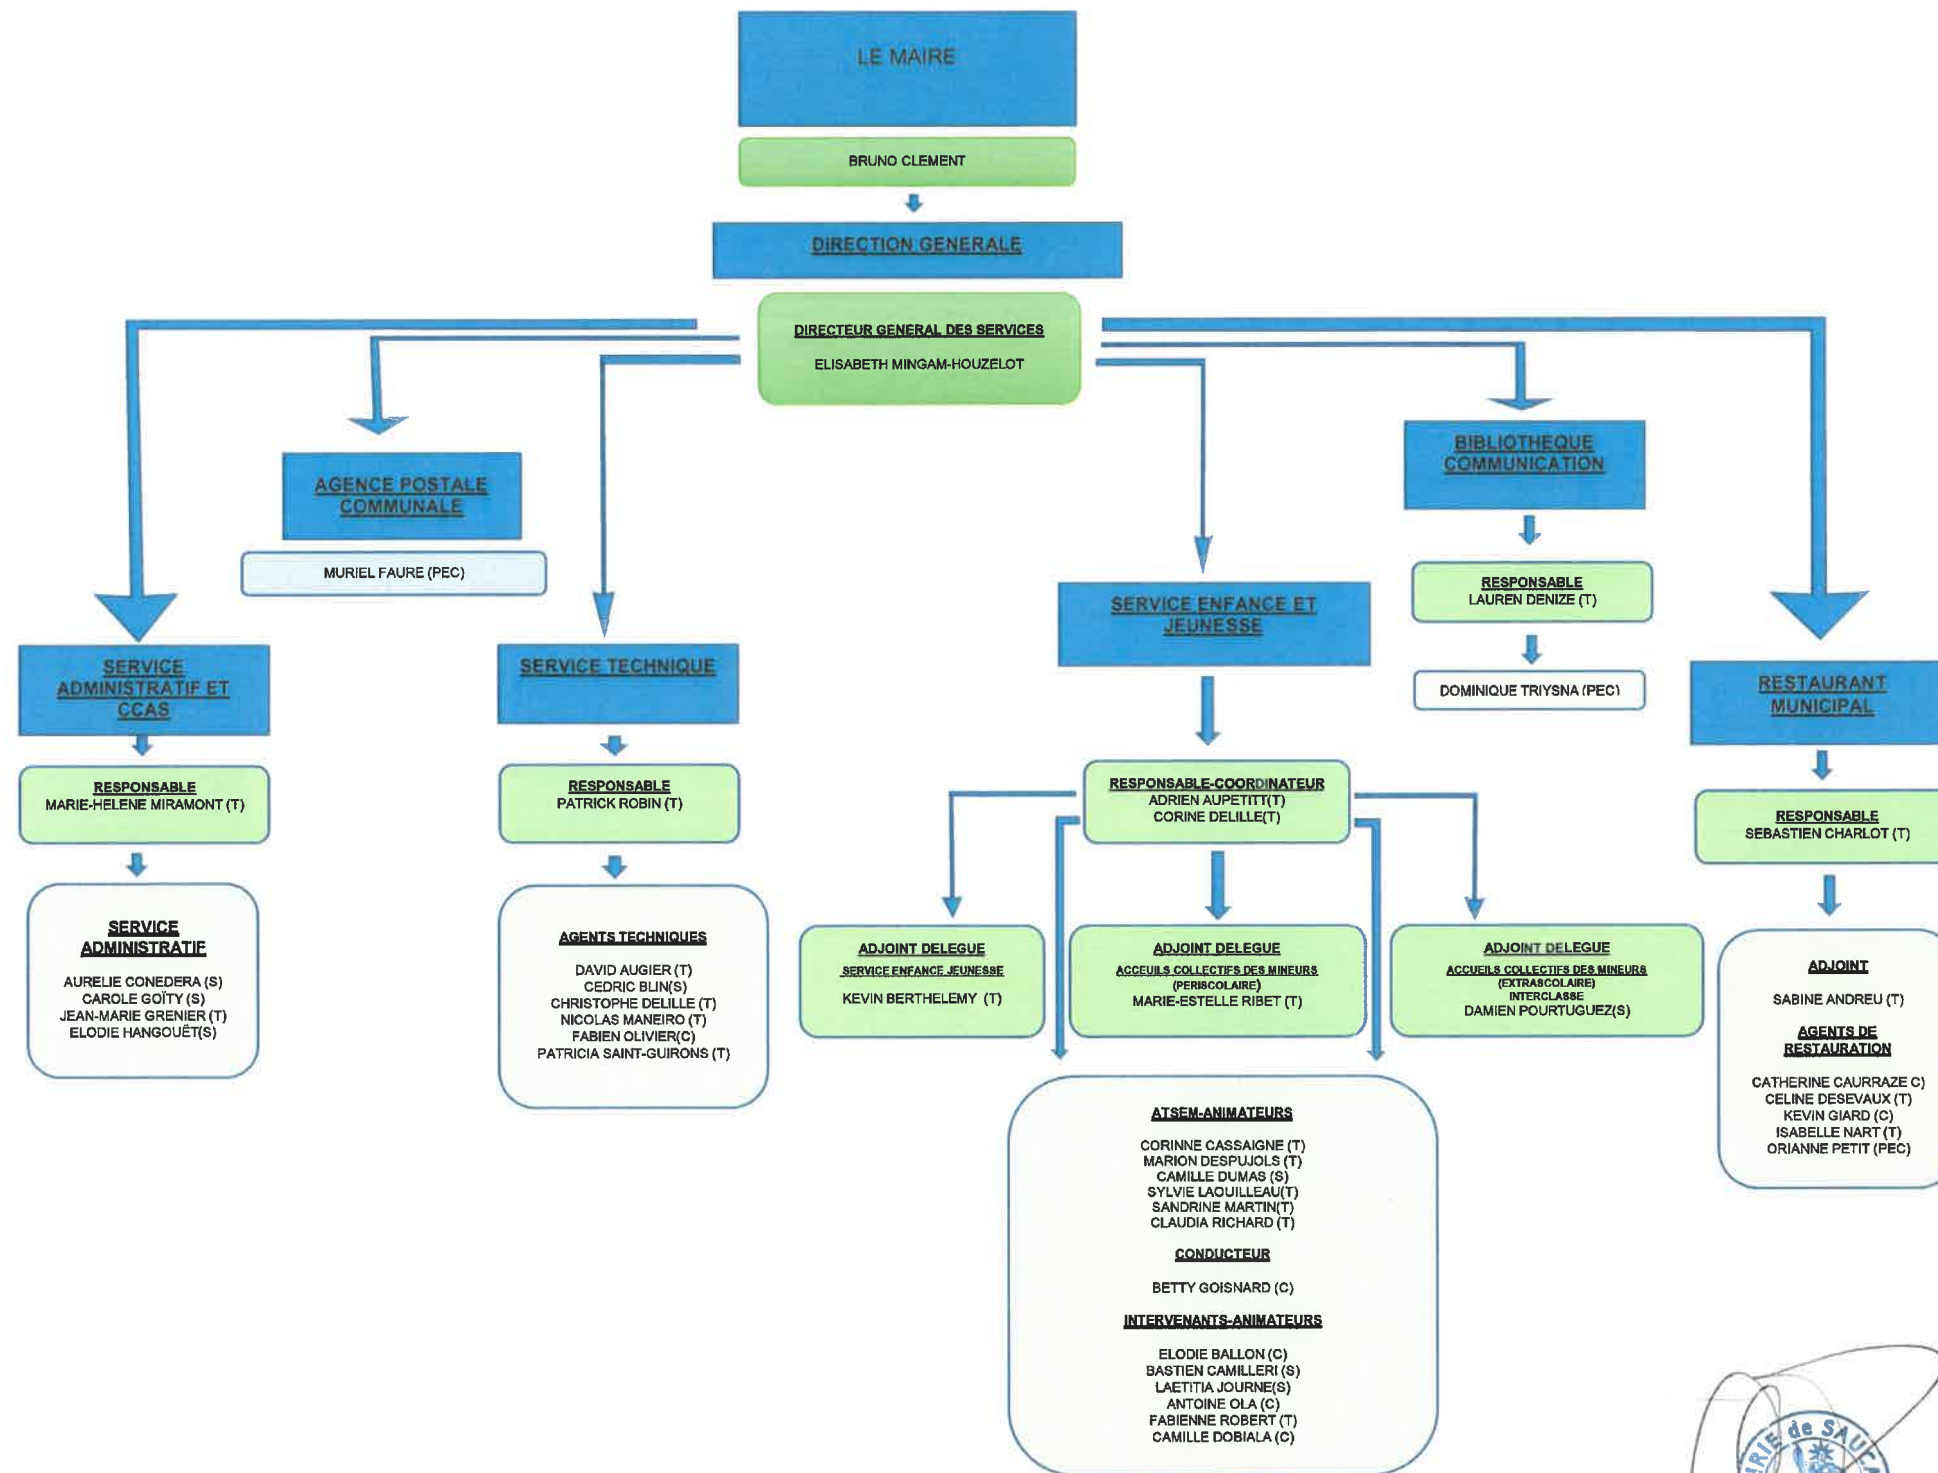 LE MAIRE
BRUNO CLEMENT
DIRECTION GENERALE
DIRECTEUR GENERAL DES SERVICES
ELISABETH MINGAM-HOUZELOT
AGENCE POSTALE
COMMUNALE
MURIEL FAURE (PEC)
BIBLIOTHEQUE
COMMUNICATION
RESPONSABLE
LAUREN DENIZE (T)
DOMINIQUE TRIYSNA (PEC)
SERVICE
ADMINISTRATIF ET
CCAS
RESPONSABLE
MARIE-HELENE MIRAMONT (T)
SERVICE
ADMINISTRATIF
AURELIE CONEDERA (S)
CAROLE GOÏTY (S)
JEAN-MARIE GRENIER (T)
ELODIE HANGOUËT(S)
SERVICE TECHNIQUE
RESPONSABLE
PATRICK ROBIN (T)
AGENTS TECHNIQUES
DAVID AUGIER (T)
CEDRIC BLIN(S)
CHRISTOPHE DELILLE (T)
NICOLAS MANEIRO (T)
FABIEN OLIVIER(C)
PATRICIA SAINT-GUIRONS (T)
SERVICE ENFANCE ET
JEUNESSE
RESPONSABLE-COORDINATEUR
ADRIEN AUPETITT(T)
CORINE DELILLE(T)
ADJOINT DELEGUE
SERVICE ENFANCE JEUNESSE
KEVIN BERTHELEMY (T)
ADJOINT DELEGUE
ACCEUILS COLLECTIFS DES MINEURS
(PERISCOLAIRE)
MARIE-ESTELLE RIBET (T)
ADJOINT DELEGUE
ACCUEILS COLLECTIFS DES MINEURS
(EXTRASCOLAIRE)
INTERCLASSE
DAMIEN POURTUGUEZ(S)
ATSEM-ANIMATEURS
CORINNE CASSAIGNE (T)
MARION DESPUJOLS (T)
CAMILLE DUMAS (S)
SYLVIE LAOUILLEAU(T)
SANDRINE MARTIN(T)
CLAUDIA RICHARD (T)
CONDUCTEUR
BETTY GOISNARD (C)
INTERVENANTS-ANIMATEURS
ELODIE BALLON (C)
BASTIEN CAMILLERI (S)
LAETITIA JOURNE(S)
ANTOINE OLA (C)
FABIENNE ROBERT (T)
CAMILLE DOBIALA (C)
RESTAURANT
MUNICIPAL
RESPONSABLE
SEBASTIEN CHARLOT (T)
ADJOINT
SABINE ANDREU (T)
AGENTS DE
RESTAURATION
CATHERINE CAURRAZE C)
CELINE DESEVAUX (T)
KEVIN GIARD (C)
ISABELLE NART (T)
ORIANNE PETIT (PEC)
de